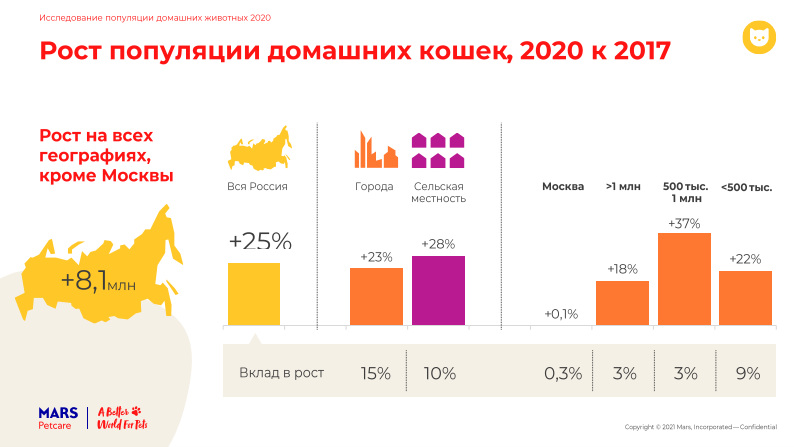 Исследование популяции домашних животных 2020
Рост популяции домашних кошек, 2020 к 2017
Рост на всех
географиях,
кроме Москвы
+8,1млн
Вся Россия
Города
Сельская
местность
Москва
>1 млн
500 тыс.
1 млн
<500 тыс.
+25%
+23%
+28%
+0,1%
+18%
+37%
+22%
Вклад в рост
15%
10%
0,3%
3%
3%
9%
MARS
Petcare
A Better
World For Pets
Copyright © 2021 Mars, Incorporated — Confidential